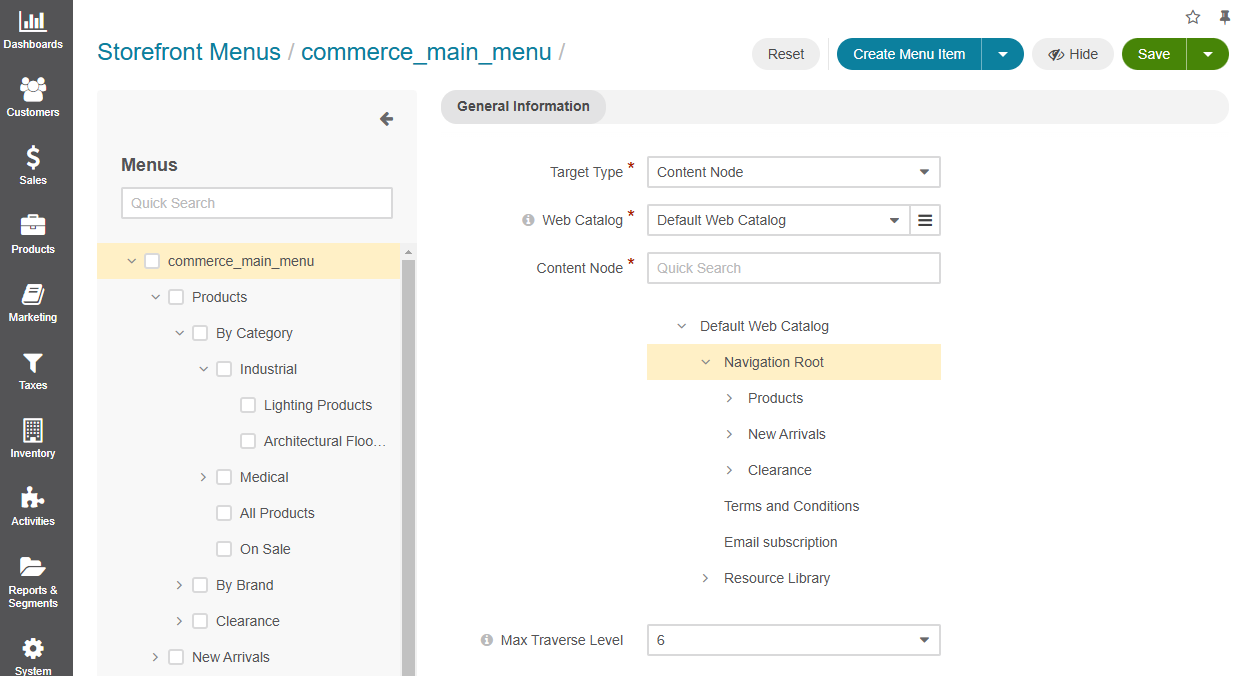 Dashboards
Customers
Sales
Products
Marketing
Taxes
Inventory
Activities
Reports &
Segments
System
Storefront Menus / commerce_main_menu /
Reset
Create Menu Item
Hide
Save
Menus
Quick Search
commerce_main_menu
Products
By Category
Industrial
Lighting Products
Architectural Floo...
Medical
All Products
On Sale
By Brand
Clearance
New Arrivals
General Information
Target Type * Content Node
Web Catalog * Default Web Catalog
Content Node * Quick Search
Default Web Catalog
Navigation Root
Products
New Arrivals
Clearance
Terms and Conditions
Email subscription
Resource Library
Max Traverse Level 6